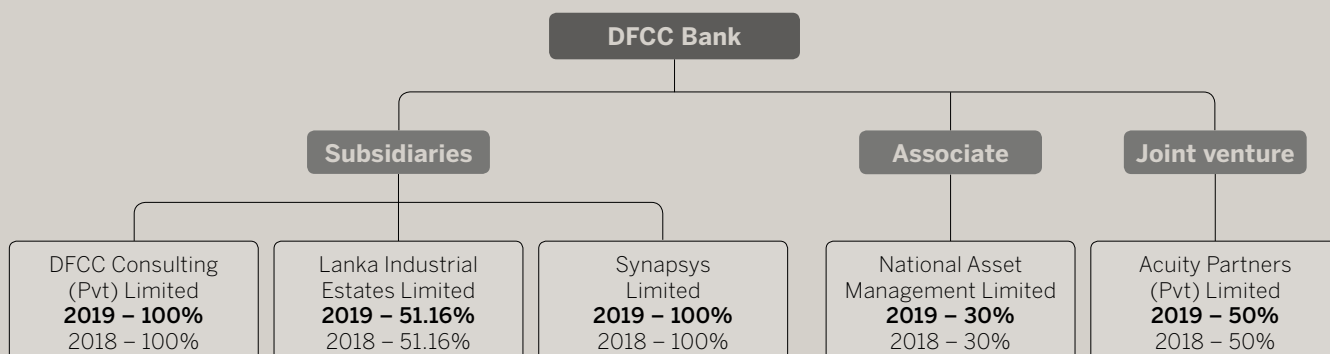 DFCC Bank
Subsidiaries
Associate
Joint venture
DFCC Consulting
(Pvt) Limited
2019 – 100%
2018 – 100%
Lanka Industrial
Estates Limited
2019 – 51.16%
2018 – 51.16%
Synapsys
Limited
2019 – 100%
2018 – 100%
National Asset
Management Limited
2019 – 30%
2018 – 30%
Acuity Partners
(Pvt) Limited
2019 – 50%
2018 – 50%